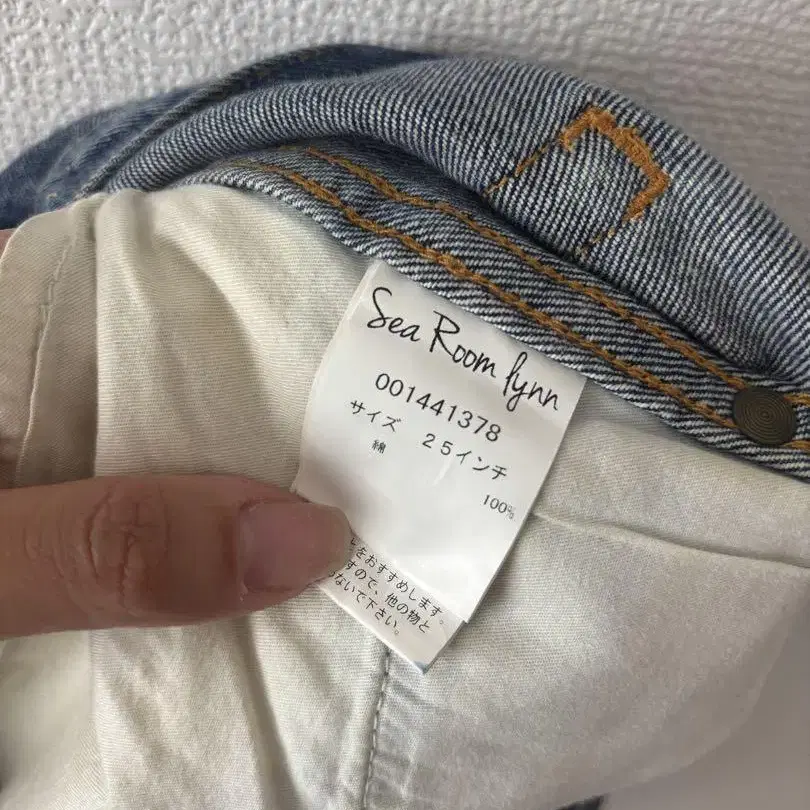 Sea Room lynn
001441378
サイズ 25インチ
綿 100%
をおすすめします。
すので、他の物と
ないで下さい。